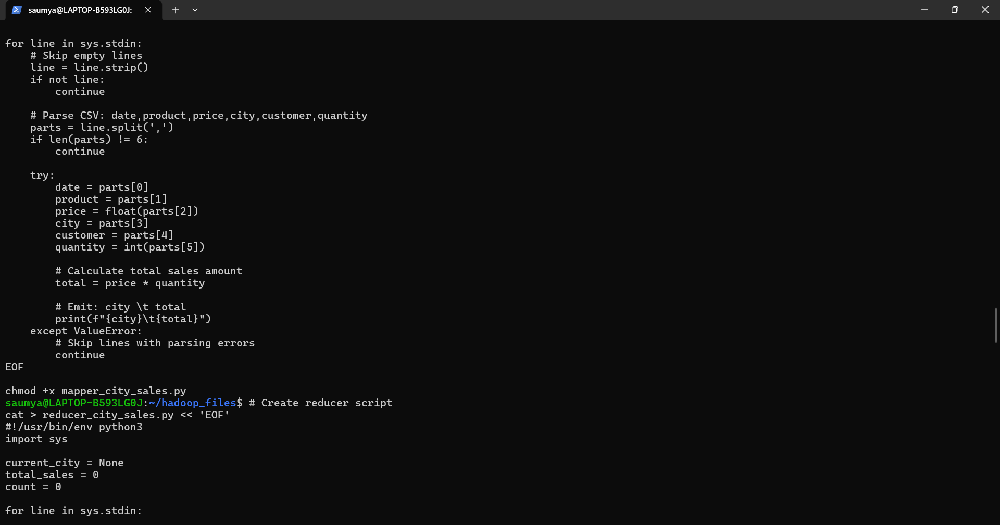 saumya@LAPTOP-B593LG0J:
for line in sys.stdin:
    # Skip empty lines
    line = line.strip()
    if not line:
        continue

    # Parse CSV: date,product,price,city,customer,quantity
    parts = line.split(',')
    if len(parts) != 6:
        continue

    try:
        date = parts[0]
        product = parts[1]
        price = float(parts[2])
        city = parts[3]
        customer = parts[4]
        quantity = int(parts[5])

        # Calculate total sales amount
        total = price * quantity

        # Emit: city \t total
        print(f"{city}\t{total}")
    except ValueError:
        # Skip lines with parsing errors
        continue
EOF

chmod +x mapper_city_sales.py
saumya@LAPTOP-B593LG0J:~/hadoop_files$ # Create reducer script
cat > reducer_city_sales.py << 'EOF'
#!/usr/bin/env python3
import sys

current_city = None
total_sales = 0
count = 0

for line in sys.stdin: